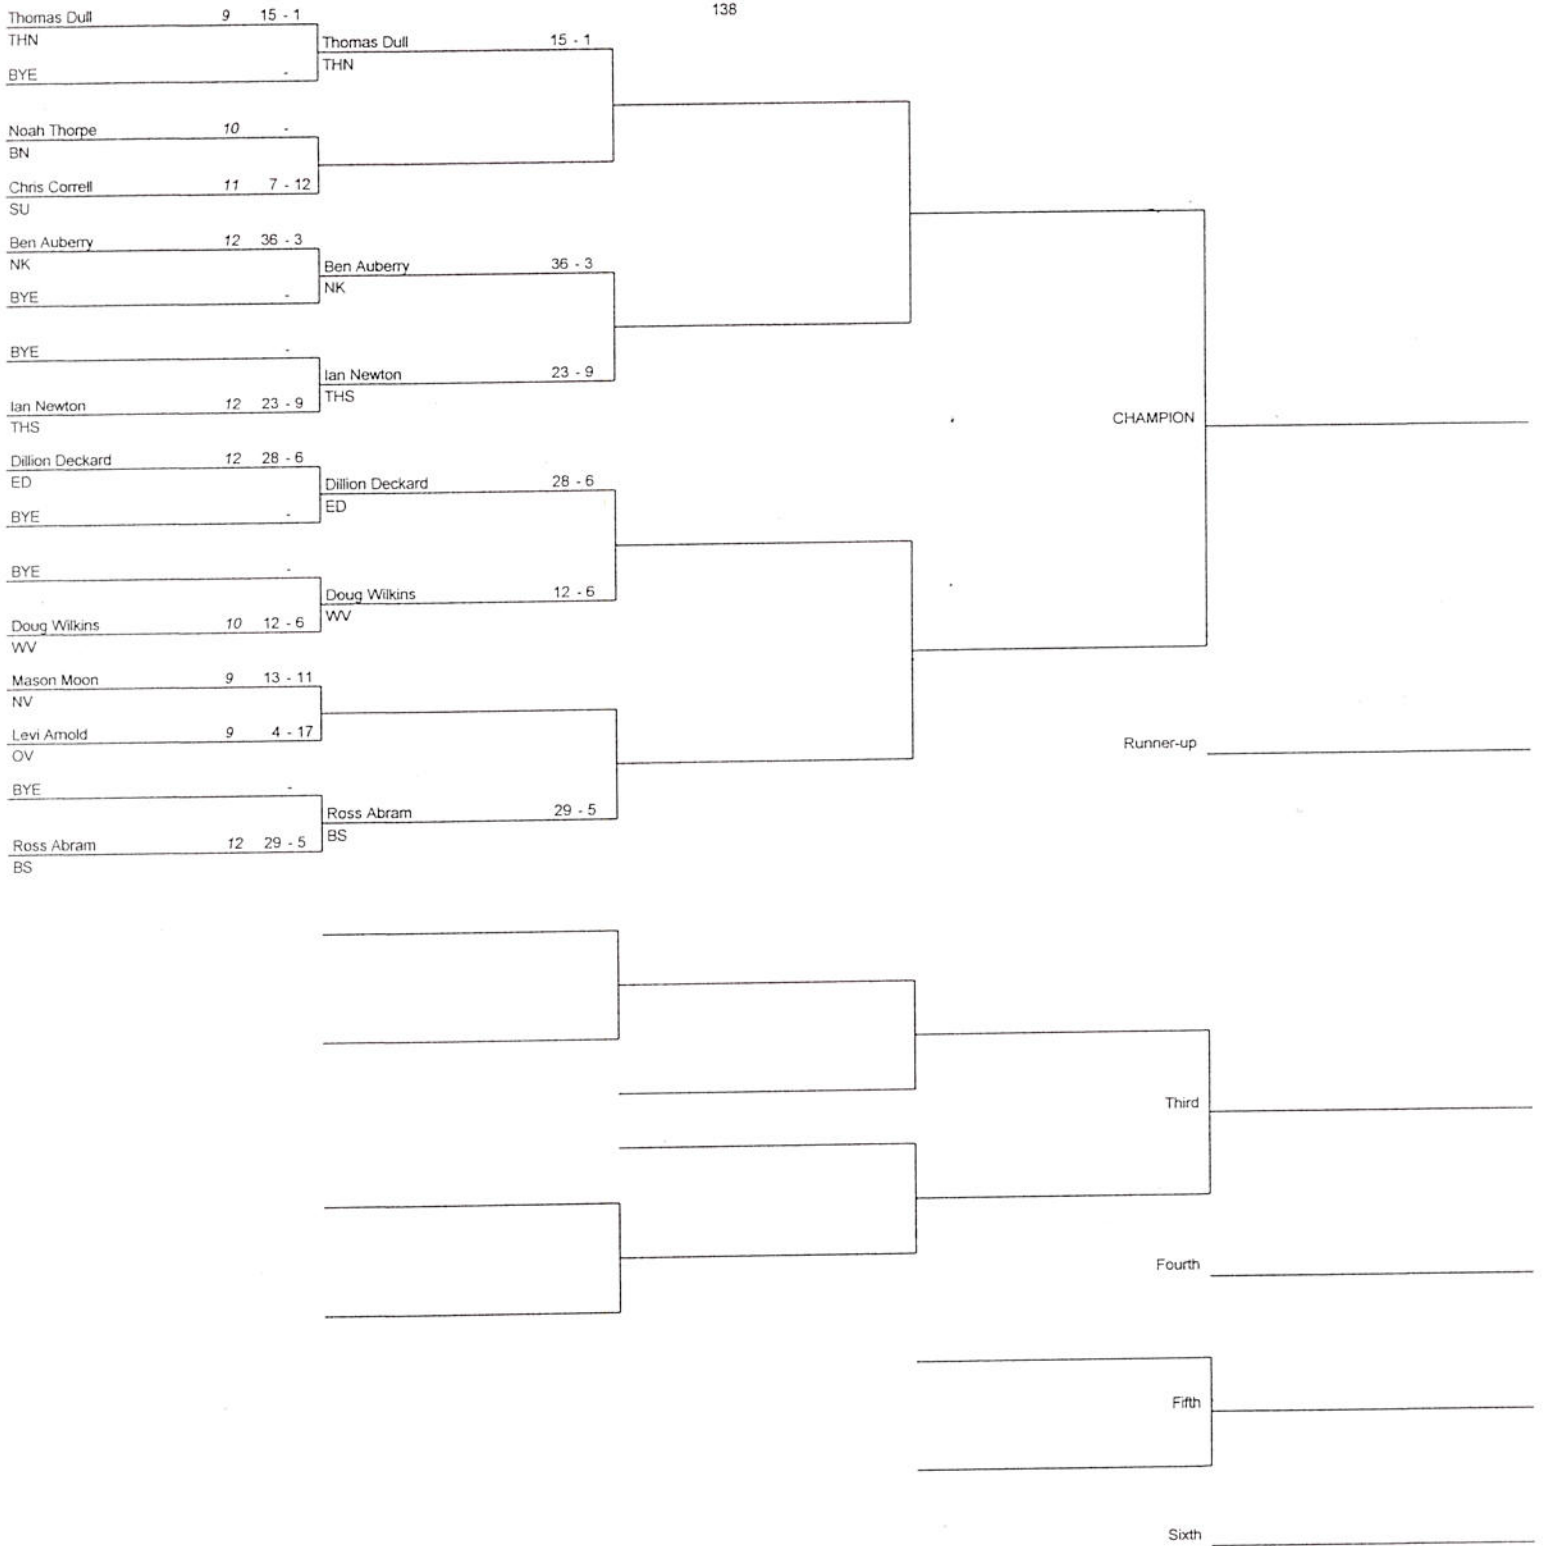 138
Thomas Dull 9 15 - 1
THN
BYE -
Noah Thorpe 10 -
BN
Chris Correll 11 7 - 12
SU
Ben Auberry 12 36 - 3
NK
BYE -
BYE -
Ian Newton 12 23 - 9
THS
Dillion Deckard 12 28 - 6
ED
BYE -
BYE -
Doug Wilkins 10 12 - 6
WV
Mason Moon 9 13 - 11
NV
Levi Arnold 9 4 - 17
OV
BYE -
Ross Abram 12 29 - 5
BS
Thomas Dull 15 - 1
THN
Ben Auberry 36 - 3
NK
Ian Newton 23 - 9
THS
Dillion Deckard 28 - 6
ED
Doug Wilkins 12 - 6
WV
Ross Abram 29 - 5
BS
CHAMPION
Runner-up
Third
Fourth
Fifth
Sixth